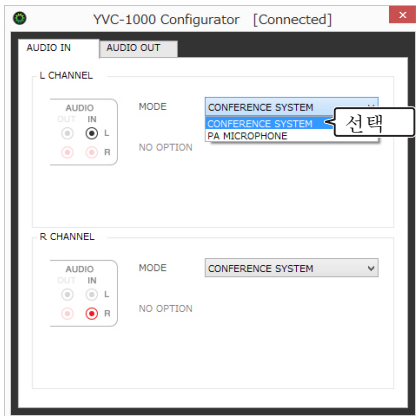 YVC-1000 Configurator [Connected]
AUDIO IN AUDIO OUT
L CHANNEL
AUDIO
OUT IN
L
R
MODE CONFERENCE SYSTEM
CONFERENCE SYSTEM
PA MICROPHONE
선택
NO OPTION
R CHANNEL
AUDIO
OUT IN
L
R
MODE CONFERENCE SYSTEM
NO OPTION